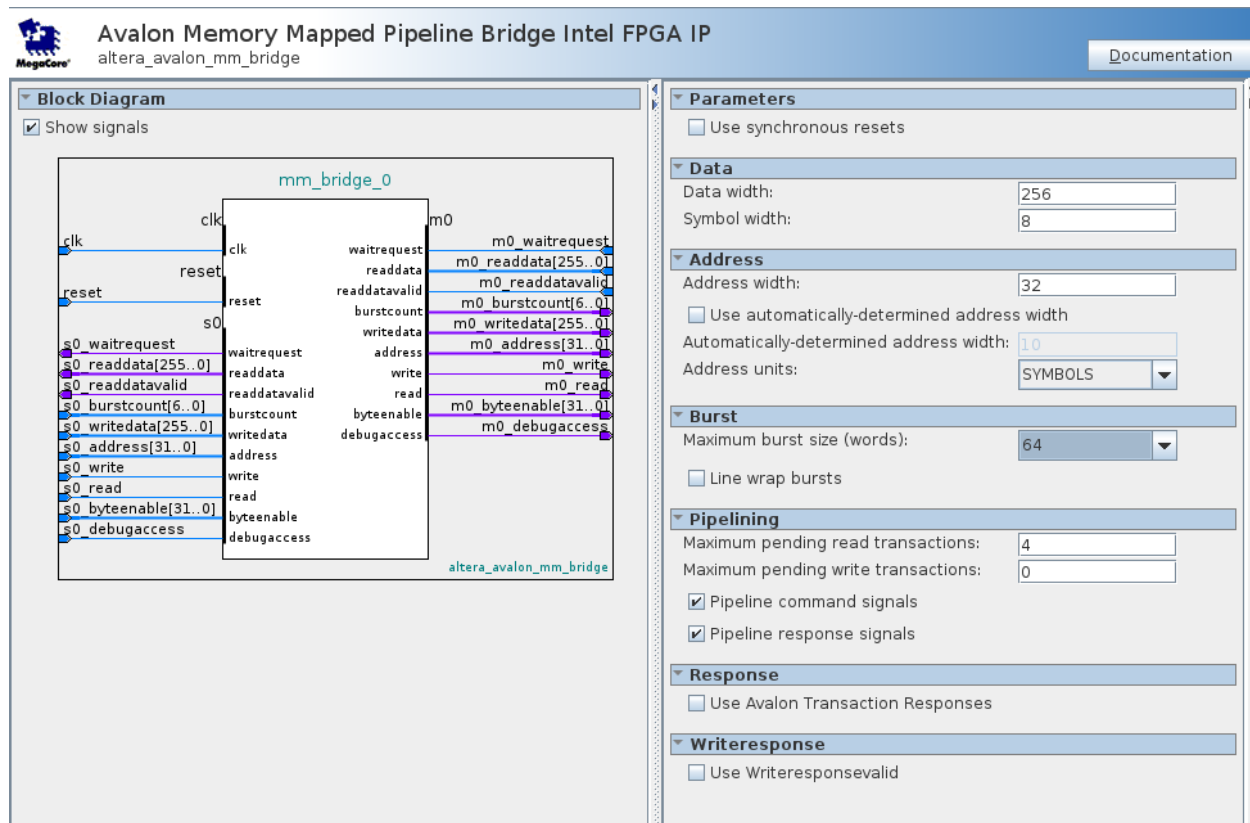 Avalon Memory Mapped Pipeline Bridge Intel FPGA IP
altera_avalon_mm_bridge
MegaCore®
Documentation
Block Diagram
Show signals
mm_bridge_0
clk
clk
clk
reset
reset
reset
s0
s0_waitrequest
waitrequest
s0_readdata[255..0]
readdata
s0_readdatavalid
readdatavalid
s0_burstcount[6..0]
burstcount
s0_writedata[255..0]
writedata
s0_address[31..0]
address
s0_write
write
s0_read
read
s0_byteenable[31..0]
byteenable
s0_debugaccess
debugaccess
m0
waitrequest
m0_waitrequest
readdata
m0_readdata[255..0]
readdatavalid
m0_readdatavalid
burstcount
m0_burstcount[6..0]
writedata
m0_writedata[255..0]
address
m0_address[31..0]
write
m0_write
read
m0_read
byteenable
m0_byteenable[31..0]
debugaccess
m0_debugaccess
altera_avalon_mm_bridge
Parameters
Use synchronous resets
Data
Data width: 256
Symbol width: 8
Address
Address width: 32
Use automatically-determined address width
Automatically-determined address width: 10
Address units: SYMBOLS
Burst
Maximum burst size (words): 64
Line wrap bursts
Pipelining
Maximum pending read transactions: 4
Maximum pending write transactions: 0
Pipeline command signals
Pipeline response signals
Response
Use Avalon Transaction Responses
Writeresponse
Use Writeresponsevalid